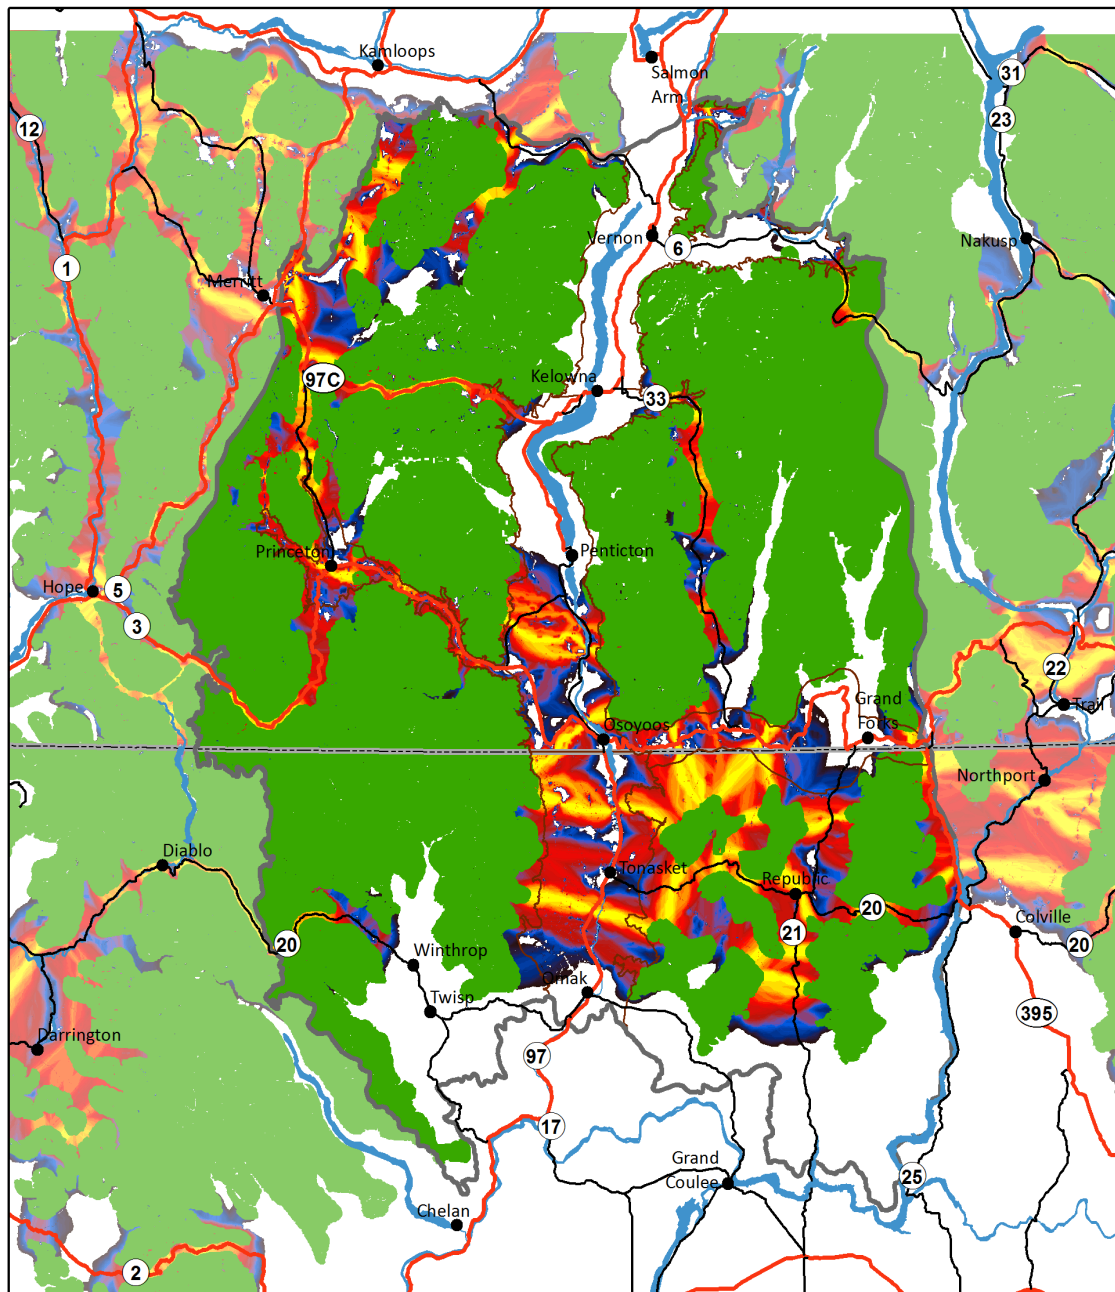 Kamloops
Salmon
Arm
31
23
12
Vernon
6
Nakusp
1
Merritt
97C
Kelowna
33
Princeton
Penticton
Hope
5
3
22
Trail
Grand
Forks
Osoyoos
Northport
Diablo
Tonasket
Republic
20
21
20
Colville
20
Winthrop
Omak
Twisp
395
Darrington
97
17
Grand
Coulee
25
Chelan
2